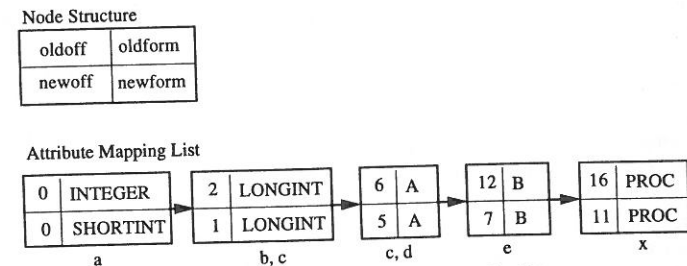 Node Structure
oldoff oldform
newoff newform
Attribute Mapping List
0 INTEGER 2 LONGINT 6 A 12 B 16 PROC
0 SHORTINT 1 LONGINT 5 A 7 B 11 PROC
a b, c c, d e x